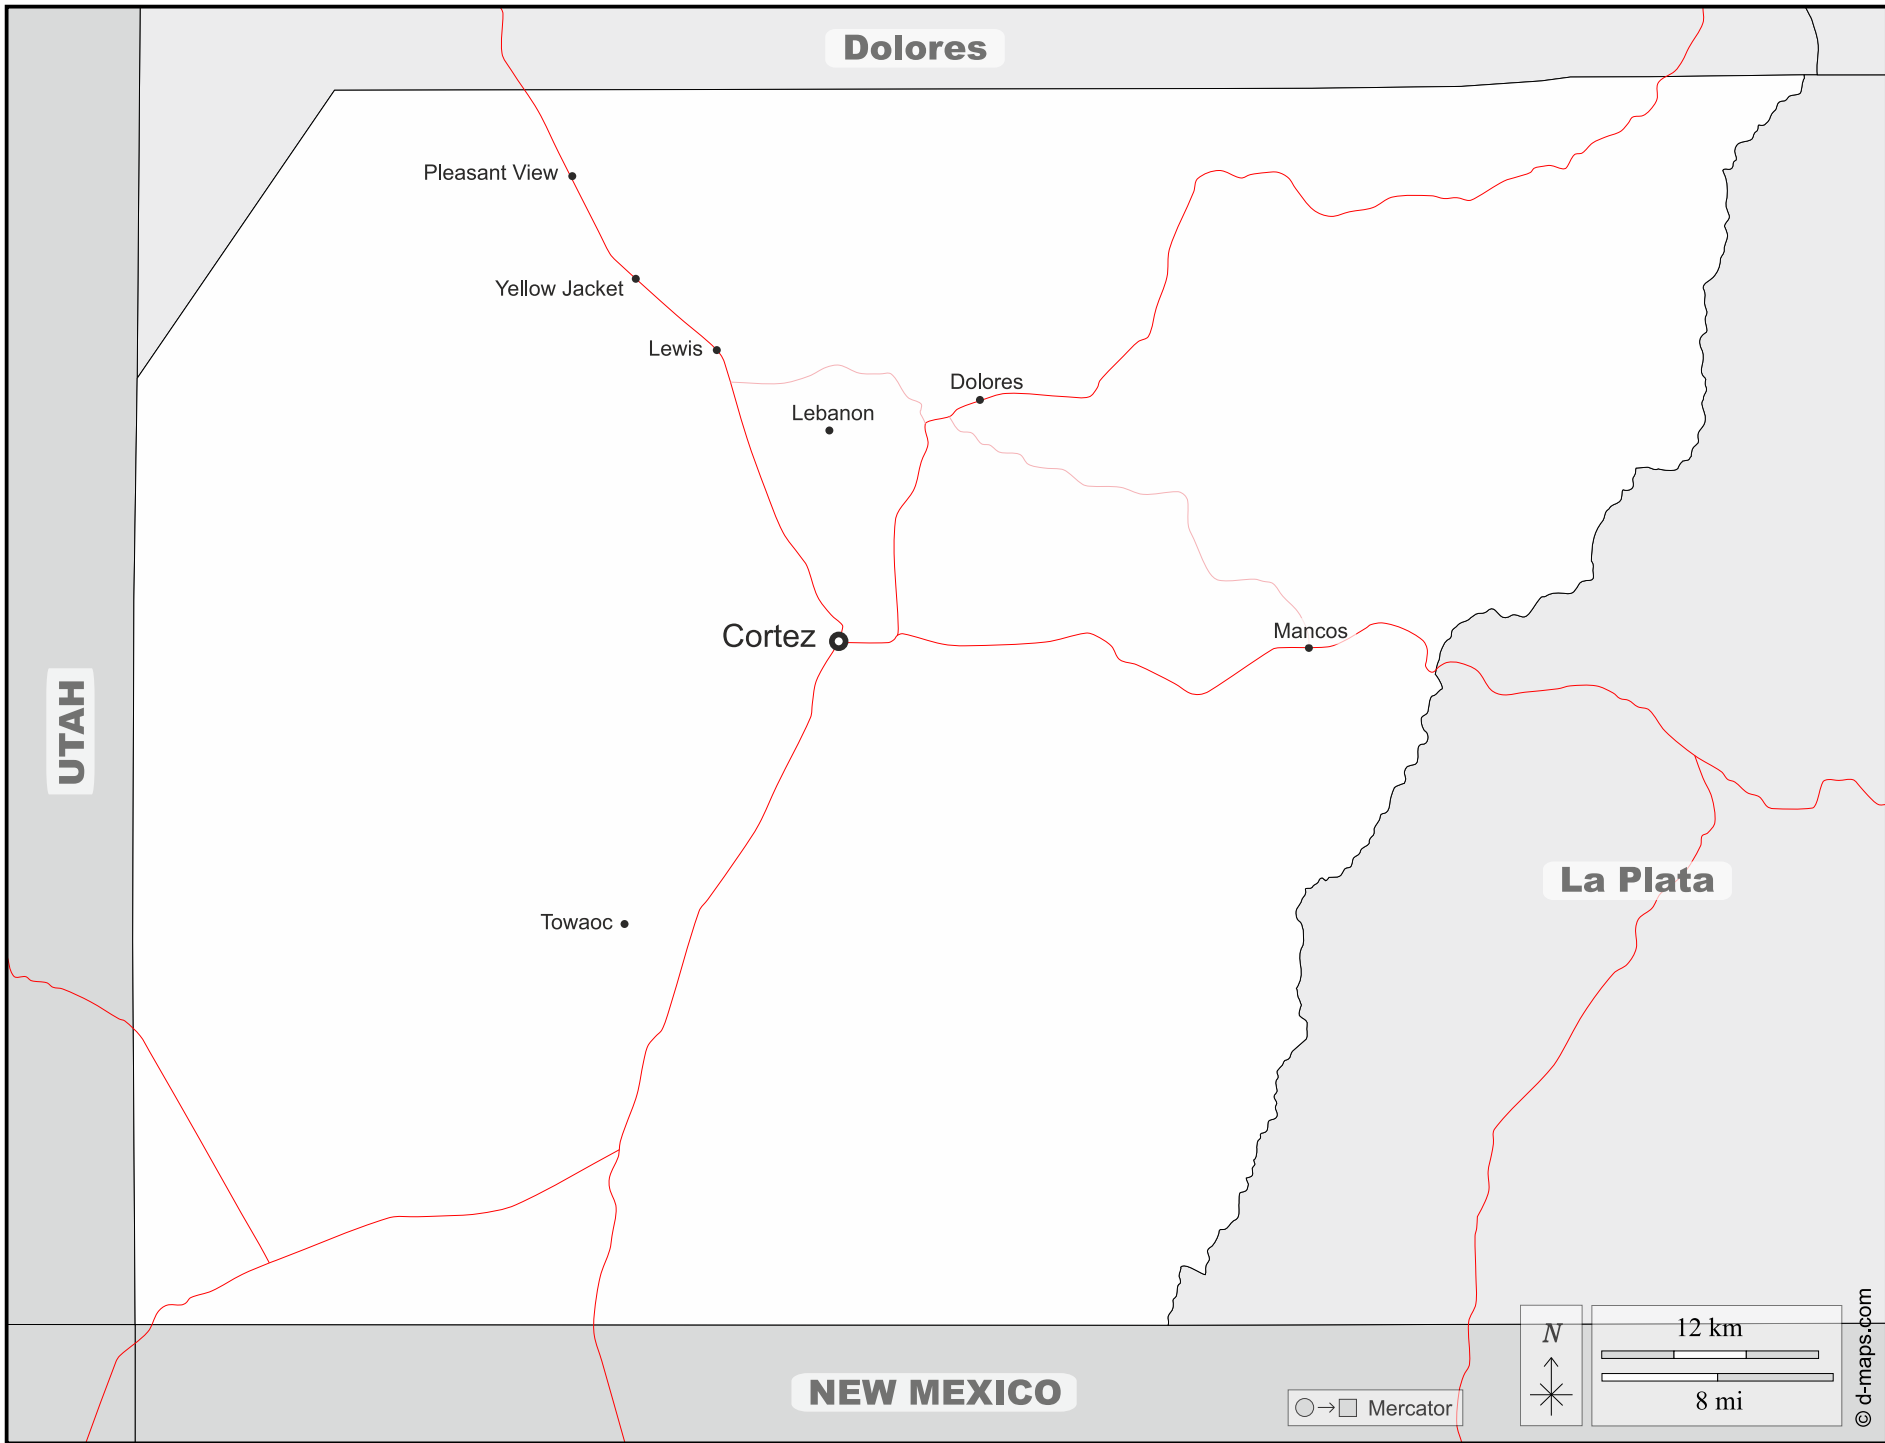 Dolores
Pleasant View
Yellow Jacket
Lewis
Dolores
Lebanon
Cortez
Mancos
UTAH
La Plata
Towaoc
NEW MEXICO
Mercator
N
12 km
8 mi
© d-maps.com